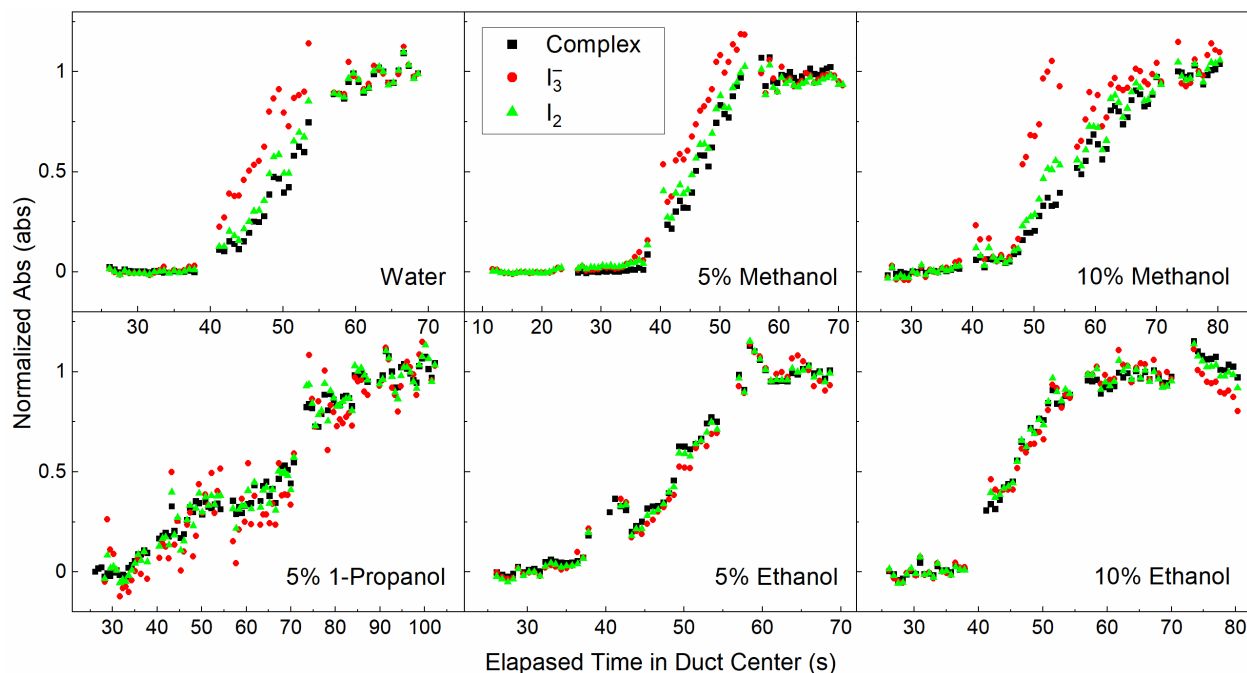 Normalized Abs (abs)
1
0.5
0
Complex
I3̄
I2
Water
5% Methanol
10% Methanol
30 40 50 60 70
10 20 30 40 50 60 70
30 40 50 60 70 80
1
0.5
0
5% 1-Propanol
5% Ethanol
10% Ethanol
30 40 50 60 70 80 90 100
20 30 40 50 60 70
30 40 50 60 70 80
Elapased Time in Duct Center (s)